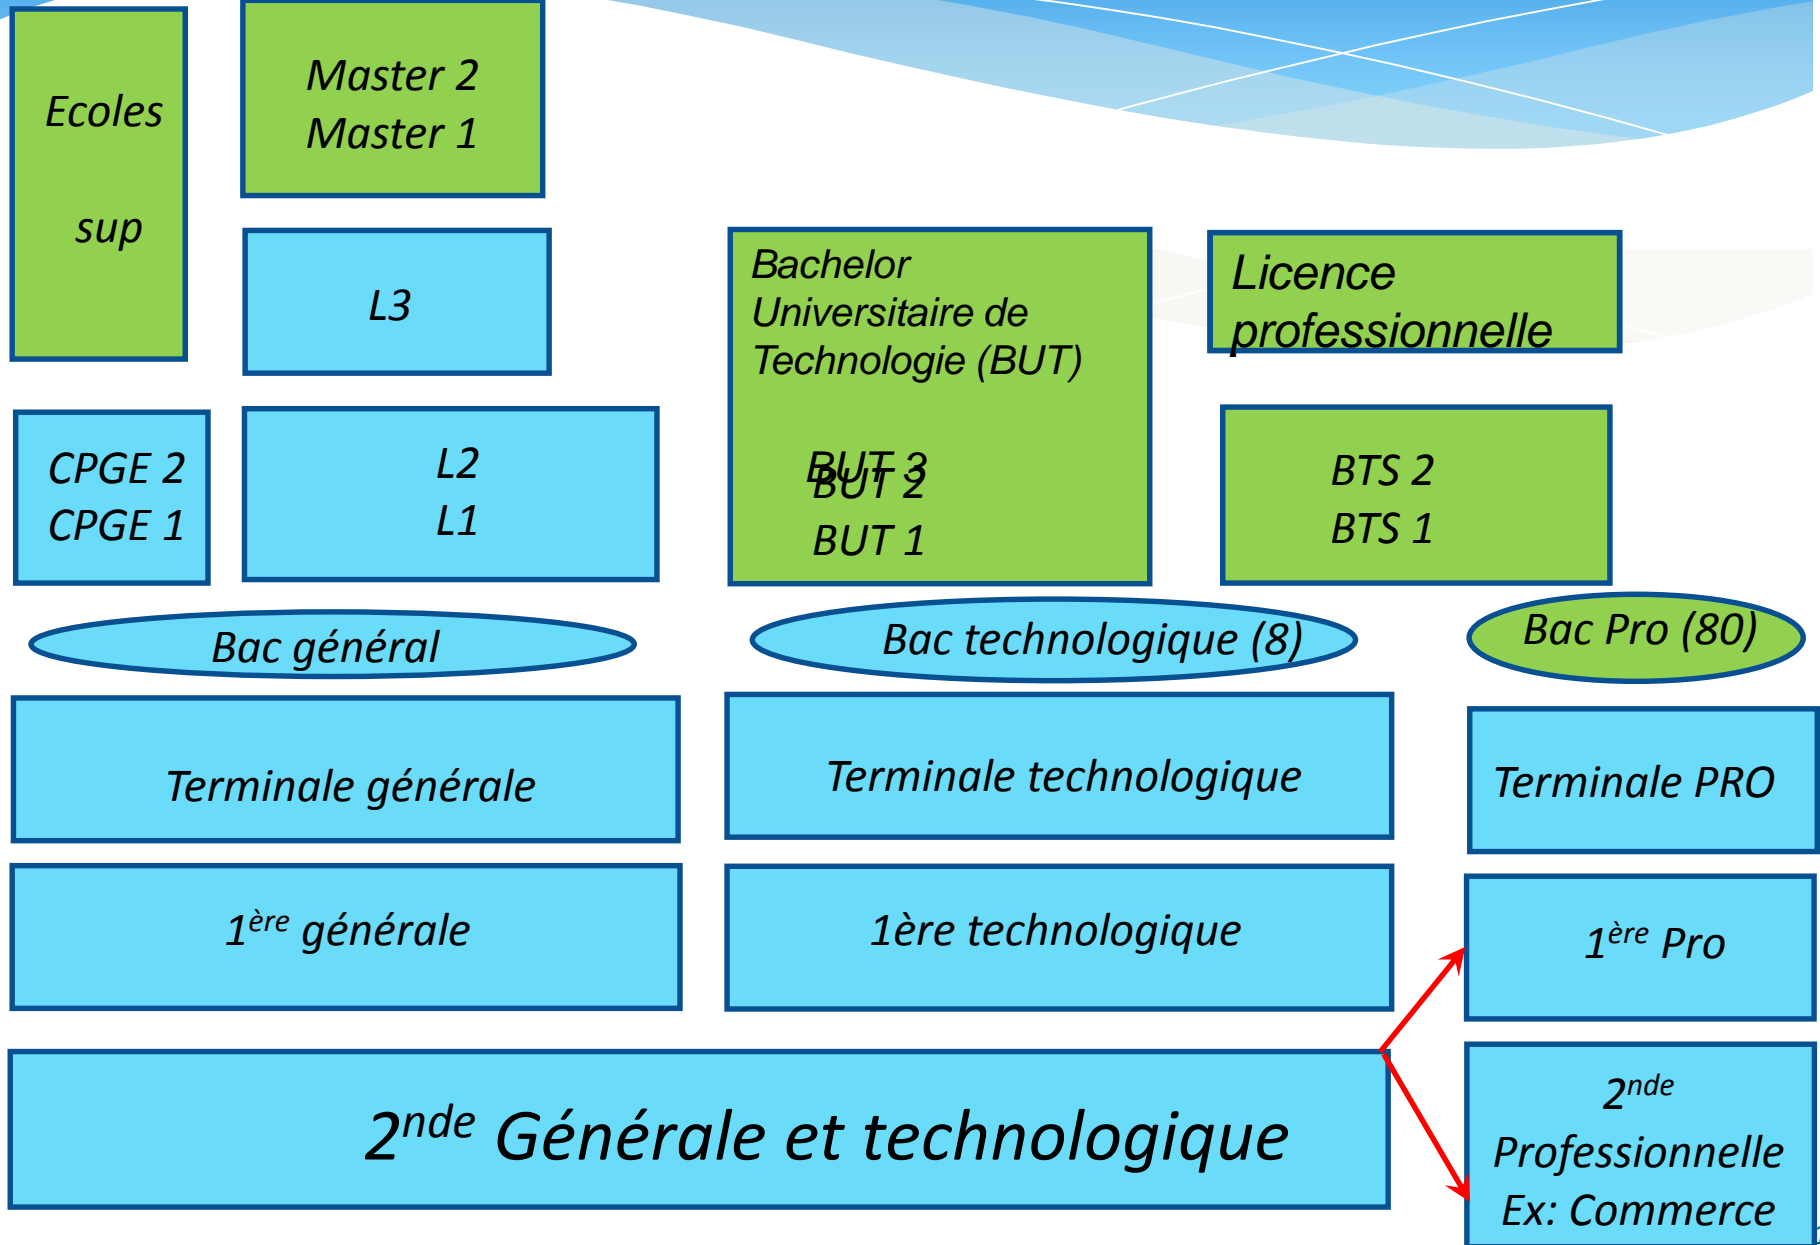 Ecoles
sup
Master 2
Master 1
L3
Bachelor
Universitaire de
Technologie (BUT)
BUT 3
BUT 2
BUT 1
Licence
professionnelle
CPGE 2
CPGE 1
L2
L1
BTS 2
BTS 1
Bac général
Bac technologique (8)
Bac Pro (80)
Terminale générale
Terminale technologique
Terminale PRO
1ère générale
1ère technologique
1ère Pro
2nde Générale et technologique
2nde
Professionnelle
Ex: Commerce